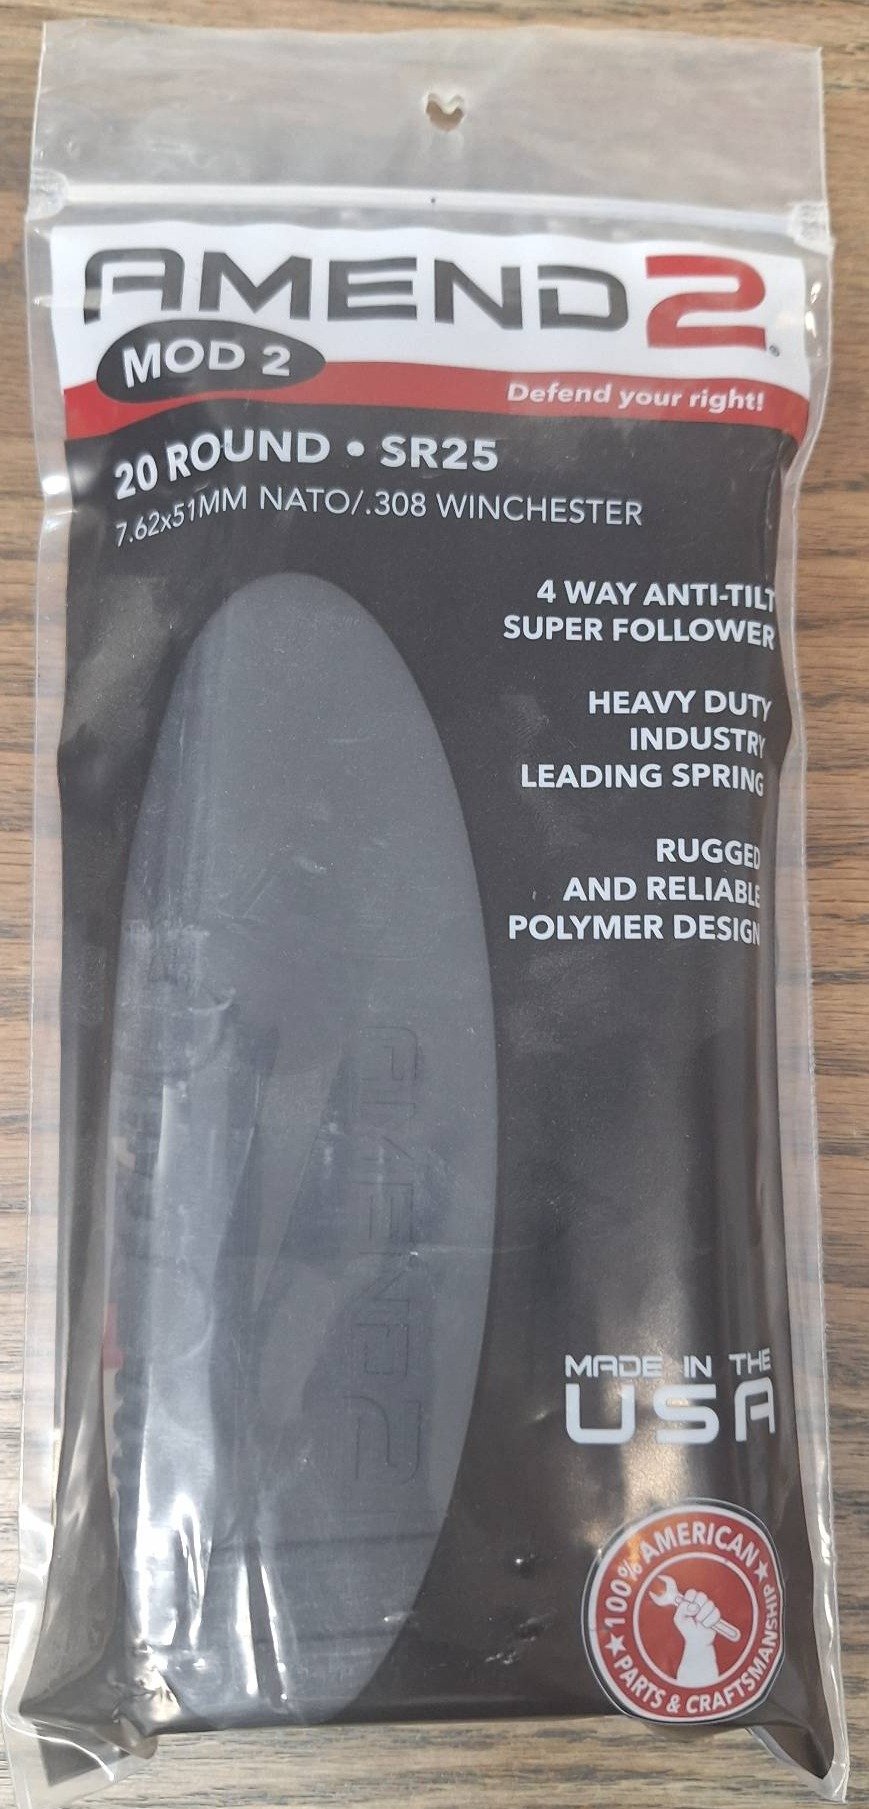 AMEND2®
MOD 2
Defend your right!
20 ROUND • SR25
7.62x51MM NATO/.308 WINCHESTER
4 WAY ANTI-TILT
SUPER FOLLOWER
HEAVY DUTY
INDUSTRY
LEADING SPRING
RUGGED
AND RELIABLE
POLYMER DESIGN
AMEND2
MADE IN THE
USA
★ 100% AMERICAN ★
PARTS & CRAFTSMANSHIP